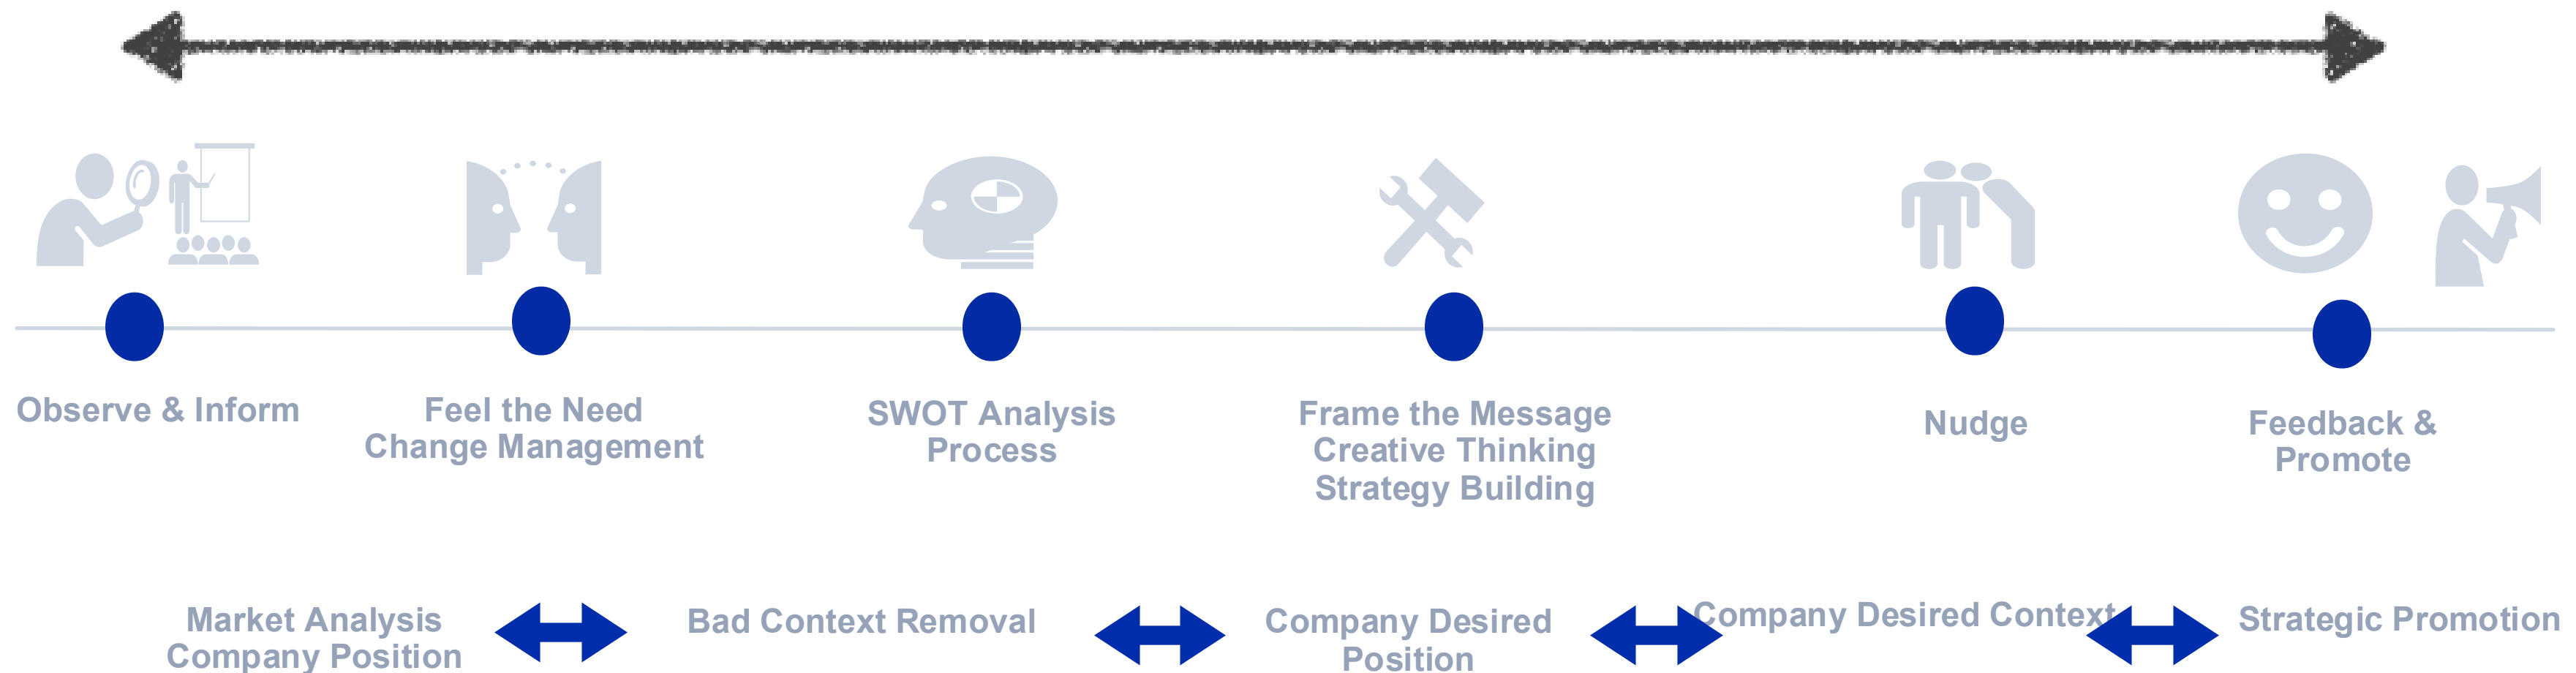 Observe & Inform
Feel the Need
Change Management
SWOT Analysis
Process
Frame the Message
Creative Thinking
Strategy Building
Nudge
Feedback &
Promote
Market Analysis
Company Position
Bad Context Removal
Company Desired
Position
Company Desired Context
Strategic Promotion